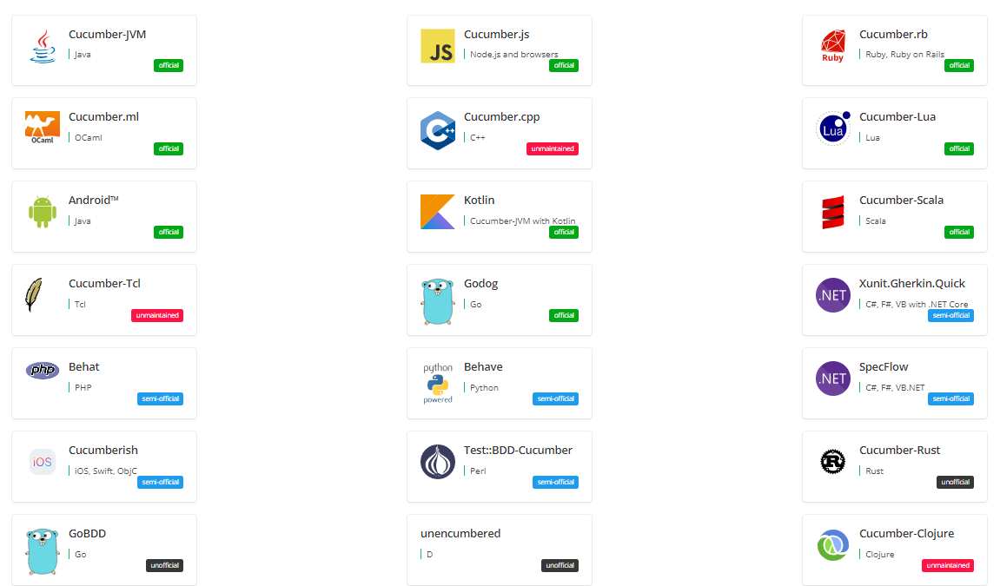 Cucumber-JVM
Java
official
JS
Cucumber.js
Node.js and browsers
official
Ruby
Cucumber.rb
Ruby, Ruby on Rails
official
OCaml
Cucumber.ml
OCaml
official
C++
Cucumber.cpp
C++
unmaintained
Lua
Cucumber-Lua
Lua
official
Android™
Java
official
Kotlin
Cucumber-JVM with Kotlin
official
Cucumber-Scala
Scala
official
Cucumber-Tcl
Tcl
unmaintained
Godog
Go
official
.NET
Xunit.Gherkin.Quick
C#, F#, VB with .NET Core
semi-official
php
Behat
PHP
semi-official
python
powered
Behave
Python
semi-official
.NET
SpecFlow
C#, F#, VB.NET
semi-official
iOS
Cucumberish
iOS, Swift, ObjC
semi-official
Test::BDD-Cucumber
Perl
semi-official
R
Cucumber-Rust
Rust
unofficial
GoBDD
Go
unofficial
unencumbered
D
unofficial
Cucumber-Clojure
Clojure
unmaintained